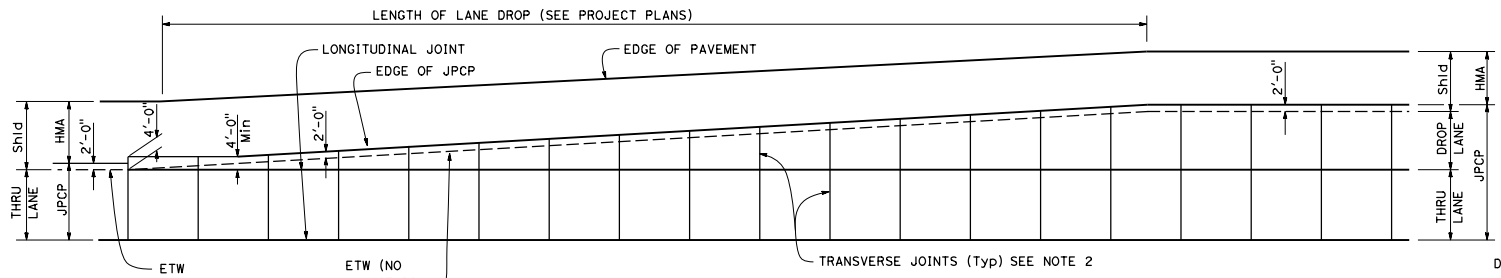 LENGTH OF LANE DROP (SEE PROJECT PLANS)
LONGITUDINAL JOINT
EDGE OF PAVEMENT
EDGE OF JPCP
Shld
HMA
2'-0"
4'-0"
4'-0"
Min
2'-0"
2'-0"
Shld
HMA
DROP
LANE
JPCP
THRU
LANE
THRU
LANE
JPCP
ETW
ETW (NO
TRANSVERSE JOINTS (Typ) SEE NOTE 2
D